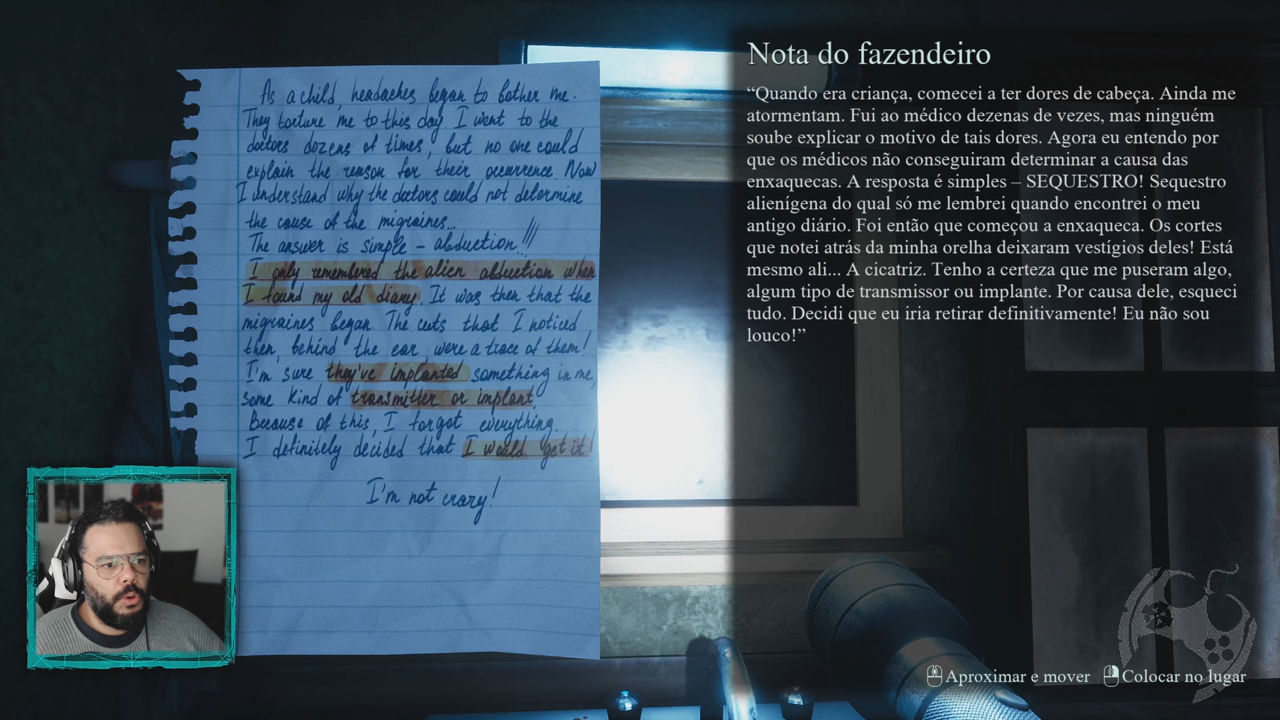 As a child, headaches began to bother me.
They torture me to this day. I went to the
doctors dozens of times, but no one could
explain the reason for their occurrence. Now
I understand why the doctors could not determine
the cause of the migraines...
The answer is simple – abduction!!!
I only remembered the alien abduction when
I found my old diary. It was then that the
migraines began. The cuts that I noticed
then, behind the ear, were a trace of them!
I'm sure they've implanted something in me,
some kind of transmitter or implant.
Because of this, I forgot everything.
I definitely decided that I would get it!
I'm not crazy!
Nota do fazendeiro
“Quando era criança, comecei a ter dores de cabeça. Ainda me
atormentam. Fui ao médico dezenas de vezes, mas ninguém
soube explicar o motivo de tais dores. Agora eu entendo por
que os médicos não conseguiram determinar a causa das
enxaquecas. A resposta é simples – SEQUESTRO! Sequestro
alienígena do qual só me lembrei quando encontrei o meu
antigo diário. Foi então que começou a enxaqueca. Os cortes
que notei atrás da minha orelha deixaram vestígios deles! Está
mesmo ali... A cicatriz. Tenho a certeza que me puseram algo,
algum tipo de transmissor ou implante. Por causa dele, esqueci
tudo. Decidi que eu iria retirar definitivamente! Eu não sou
louco!”
Aproximar e mover
Colocar no lugar